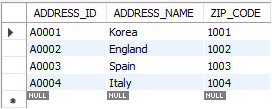 ADDRESS_ID ADDRESS_NAME ZIP_CODE
A0001 Korea 1001
A0002 England 1002
A0003 Spain 1003
A0004 Italy 1004
NULL NULL NULL